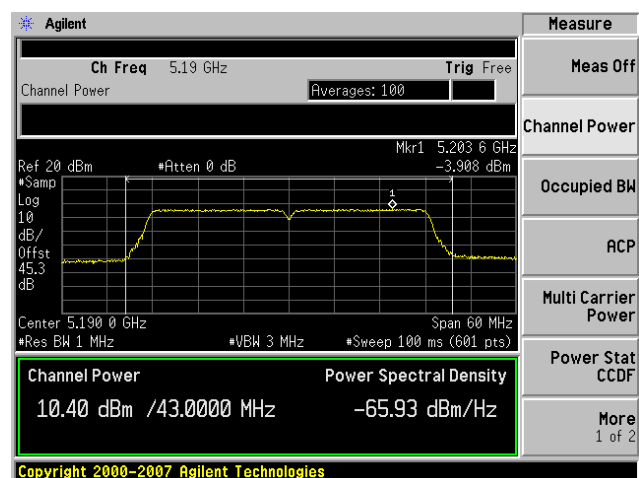 Agilent
Measure
Ch Freq 5.19 GHz Trig Free
Channel Power Averages: 100
Mkr1 5.203 6 GHz
Ref 20 dBm #Atten 0 dB -3.908 dBm
#Samp
Log
10
dB/
Offst
45.3
dB
1
Center 5.190 0 GHz Span 60 MHz
#Res BW 1 MHz #VBW 3 MHz #Sweep 100 ms (601 pts)
Channel Power Power Spectral Density
10.40 dBm /43.0000 MHz -65.93 dBm/Hz
Meas Off
Channel Power
Occupied BW
ACP
Multi Carrier
Power
Power Stat
CCDF
More
1 of 2
Copyright 2000-2007 Agilent Technologies